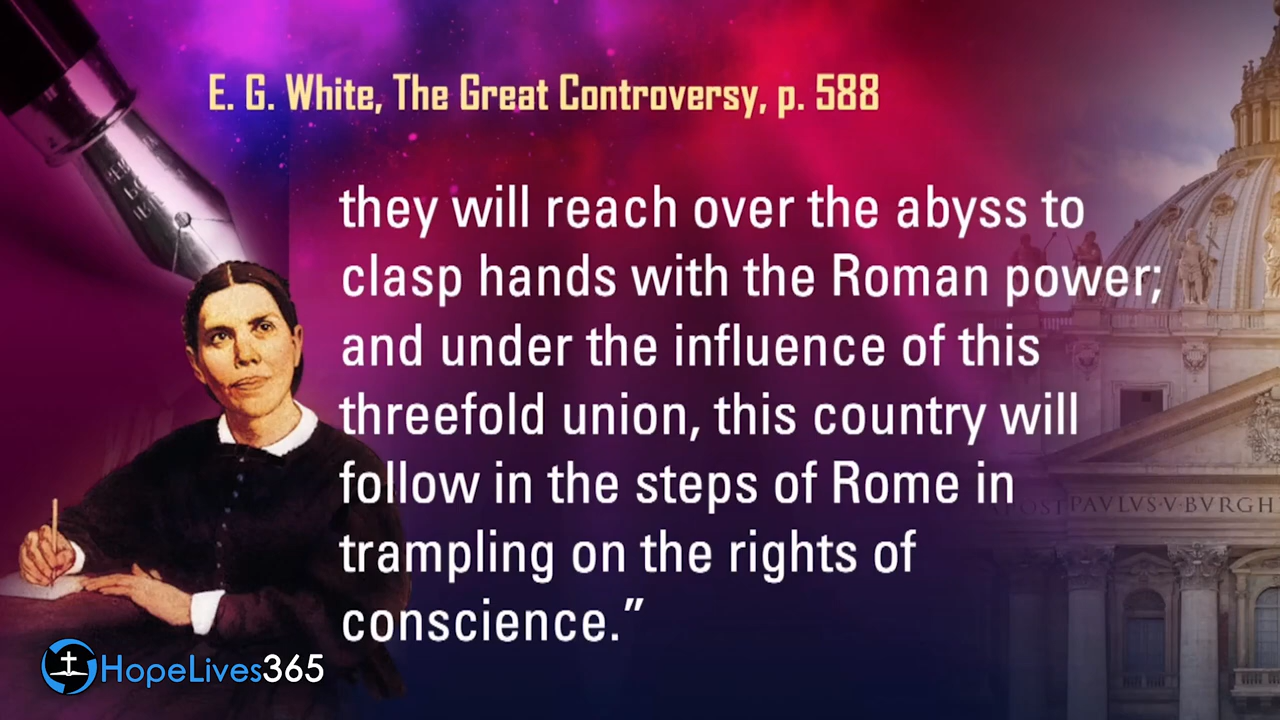 E. G. White, The Great Controversy, p. 588
they will reach over the abyss to
clasp hands with the Roman power;
and under the influence of this
threefold union, this country will
follow in the steps of Rome in
trampling on the rights of
conscience.”
PAVLVS·V·BVRGH
HopeLives365